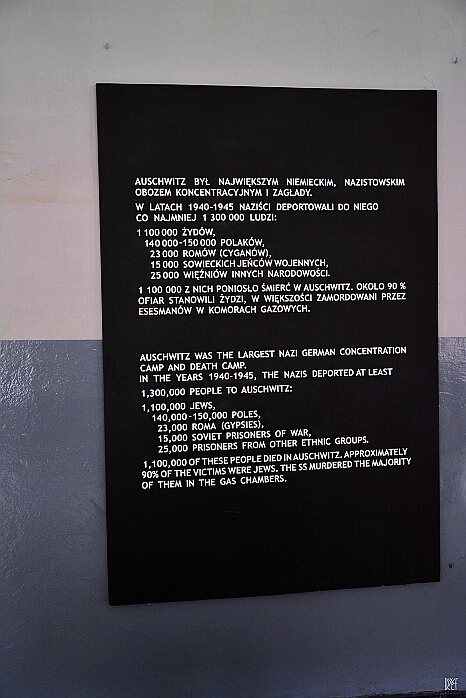 AUSCHWITZ BYŁ NAJWIĘKSZYM NIEMIECKIM, NAZISTOWSKIM
OBOZEM KONCENTRACYJNYM I ZAGŁADY.
W LATACH 1940-1945 NAZIŚCI DEPORTOWALI DO NIEGO
CO NAJMNIEJ 1 300 000 LUDZI:
1 100 000 ŻYDÓW,
140 000-150 000 POLAKÓW,
23 000 ROMÓW (CYGANÓW),
15 000 SOWIECKICH JEŃCÓW WOJENNYCH,
25 000 WIĘŹNIÓW INNYCH NARODOWOŚCI.
1 100 000 Z NICH PONIOSŁO ŚMIERĆ W AUSCHWITZ. OKOŁO 90 %
OFIAR STANOWILI ŻYDZI, W WIĘKSZOŚCI ZAMORDOWANI PRZEZ
ESESMANÓW W KOMORACH GAZOWYCH.
AUSCHWITZ WAS THE LARGEST NAZI GERMAN CONCENTRATION
CAMP AND DEATH CAMP.
IN THE YEARS 1940-1945, THE NAZIS DEPORTED AT LEAST
1,300,000 PEOPLE TO AUSCHWITZ:
1,100,000 JEWS,
140,000-150,000 POLES,
23,000 ROMA (GYPSIES),
15,000 SOVIET PRISONERS OF WAR,
25,000 PRISONERS FROM OTHER ETHNIC GROUPS.
1,100,000 OF THESE PEOPLE DIED IN AUSCHWITZ. APPROXIMATELY
90% OF THE VICTIMS WERE JEWS. THE SS MURDERED THE MAJORITY
OF THEM IN THE GAS CHAMBERS.